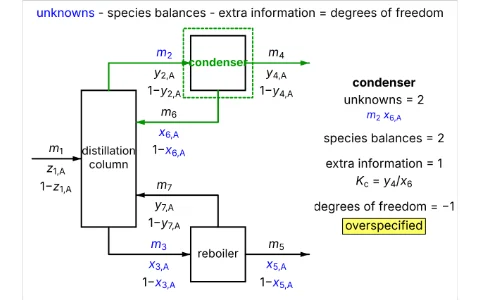 unknowns - species balances - extra information = degrees of freedom
m2
y2,A
1−y2,A
condenser
m4
y4,A
1−y4,A
m6
x6,A
1−x6,A
m1
z1,A
1−z1,A
distillation
column
m7
y7,A
1−y7,A
m3
x3,A
1−x3,A
reboiler
m5
x5,A
1−x5,A
condenser
unknowns = 2
m2 x6,A
species balances = 2
extra information = 1
Kc = y4/x6
degrees of freedom = −1
overspecified